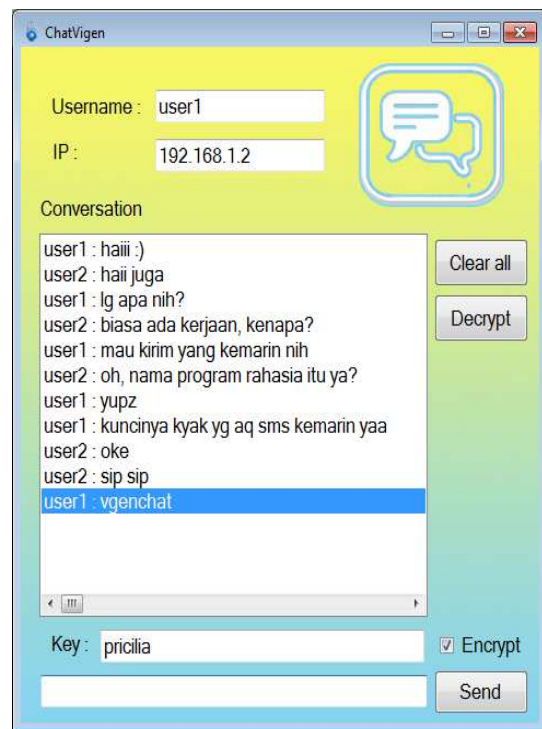 ChatVigen
Username : user1
IP : 192.168.1.2
Conversation
user1 : haiii :)
user2 : haii juga
user1 : lg apa nih?
user2 : biasa ada kerjaan, kenapa?
user1 : mau kirim yang kemarin nih
user2 : oh, nama program rahasia itu ya?
user1 : yupz
user1 : kuncinya kyak yg aq sms kemarin yaa
user2 : oke
user2 : sip sip
user1 : vgenchat
Clear all
Decrypt
Key : pricilia
Encrypt
Send